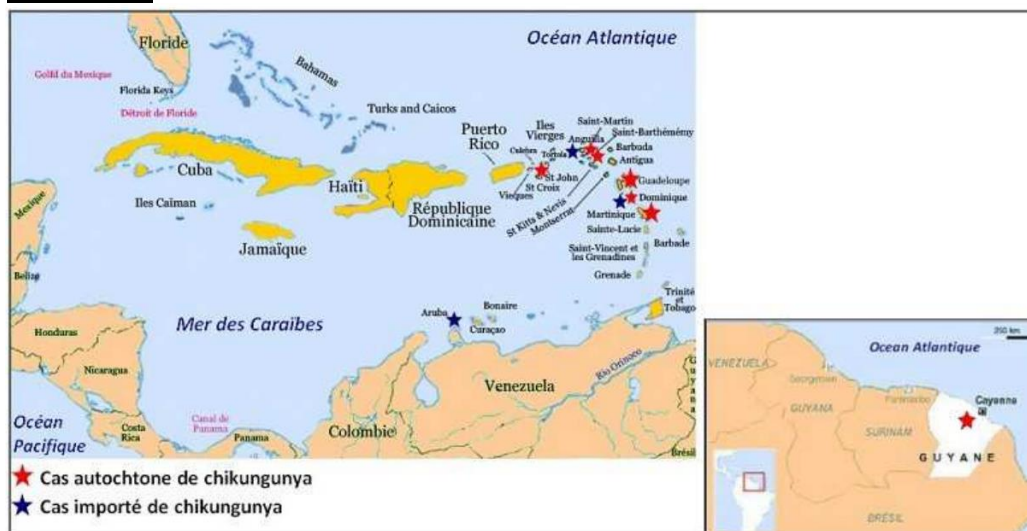 Floride
Océan Atlantique
Golfil du Mexique
Bahamas
Florida Keys
Détroit de Floride
Turks and Caicos
Saint-Martin
Iles
Vierges
Anguilla
Saint-Barthémémy
Puerto
Rico
Culebra
Tortola
Barbuda
Antigua
Cuba
Haïti
St John
Guadeloupe
Vieques
St Croix
Dominique
Mexique
Iles Caïman
République
Dominicaine
St Kitts & Nevis
Montserrat
Martinique
Sainte-Lucie
Jamaïque
Barbade
Saint-Vincent et
les Grenadines
Belize
Grenade
Trinité
et
Tobago
Bonaire
Aruba
Mer des Caraïbes
Curaçao
Honduras
Nicaragua
Venezuela
Rio Orinoco
Guyana
Océan
Pacifique
Canal de
Panama
Costa
Rica
Panama
Colombie
Brésil
Cas autochtone de chikungunya
Cas importé de chikungunya
250 km
Ocean Atlantique
VENEZUELA
Georgetown
Paramaribo
Cayenne
GUYANA
SURINAM
GUYANE
BRÉSIL